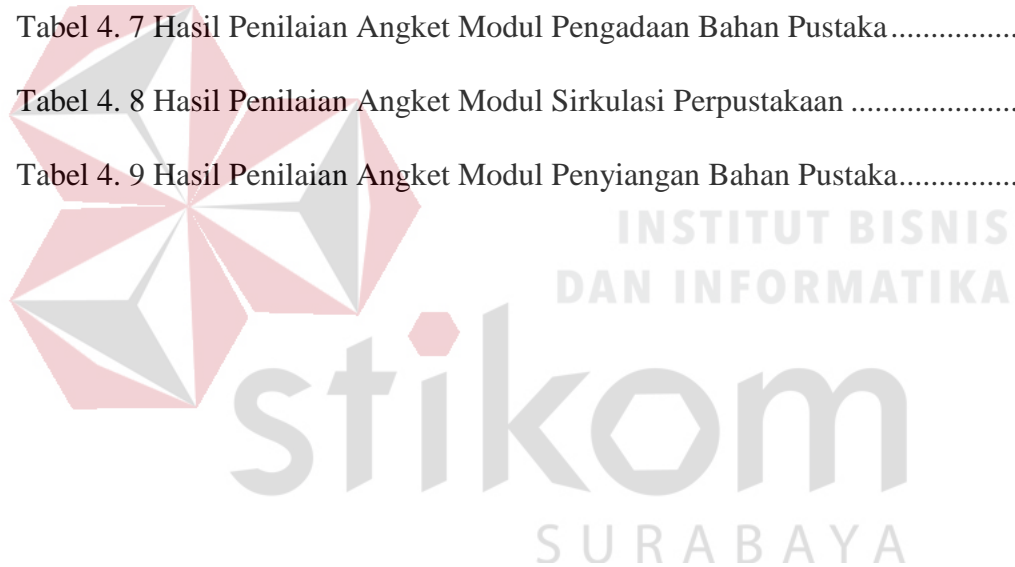 Tabel 4. 7 Hasil Penilaian Angket Modul Pengadaan Bahan Pustaka................
Tabel 4. 8 Hasil Penilaian Angket Modul Sirkulasi Perpustakaan .....................
Tabel 4. 9 Hasil Penilaian Angket Modul Penyiangan Bahan Pustaka...............
INSTITUT BISNIS
DAN INFORMATIKA
stikom
SURABAYA